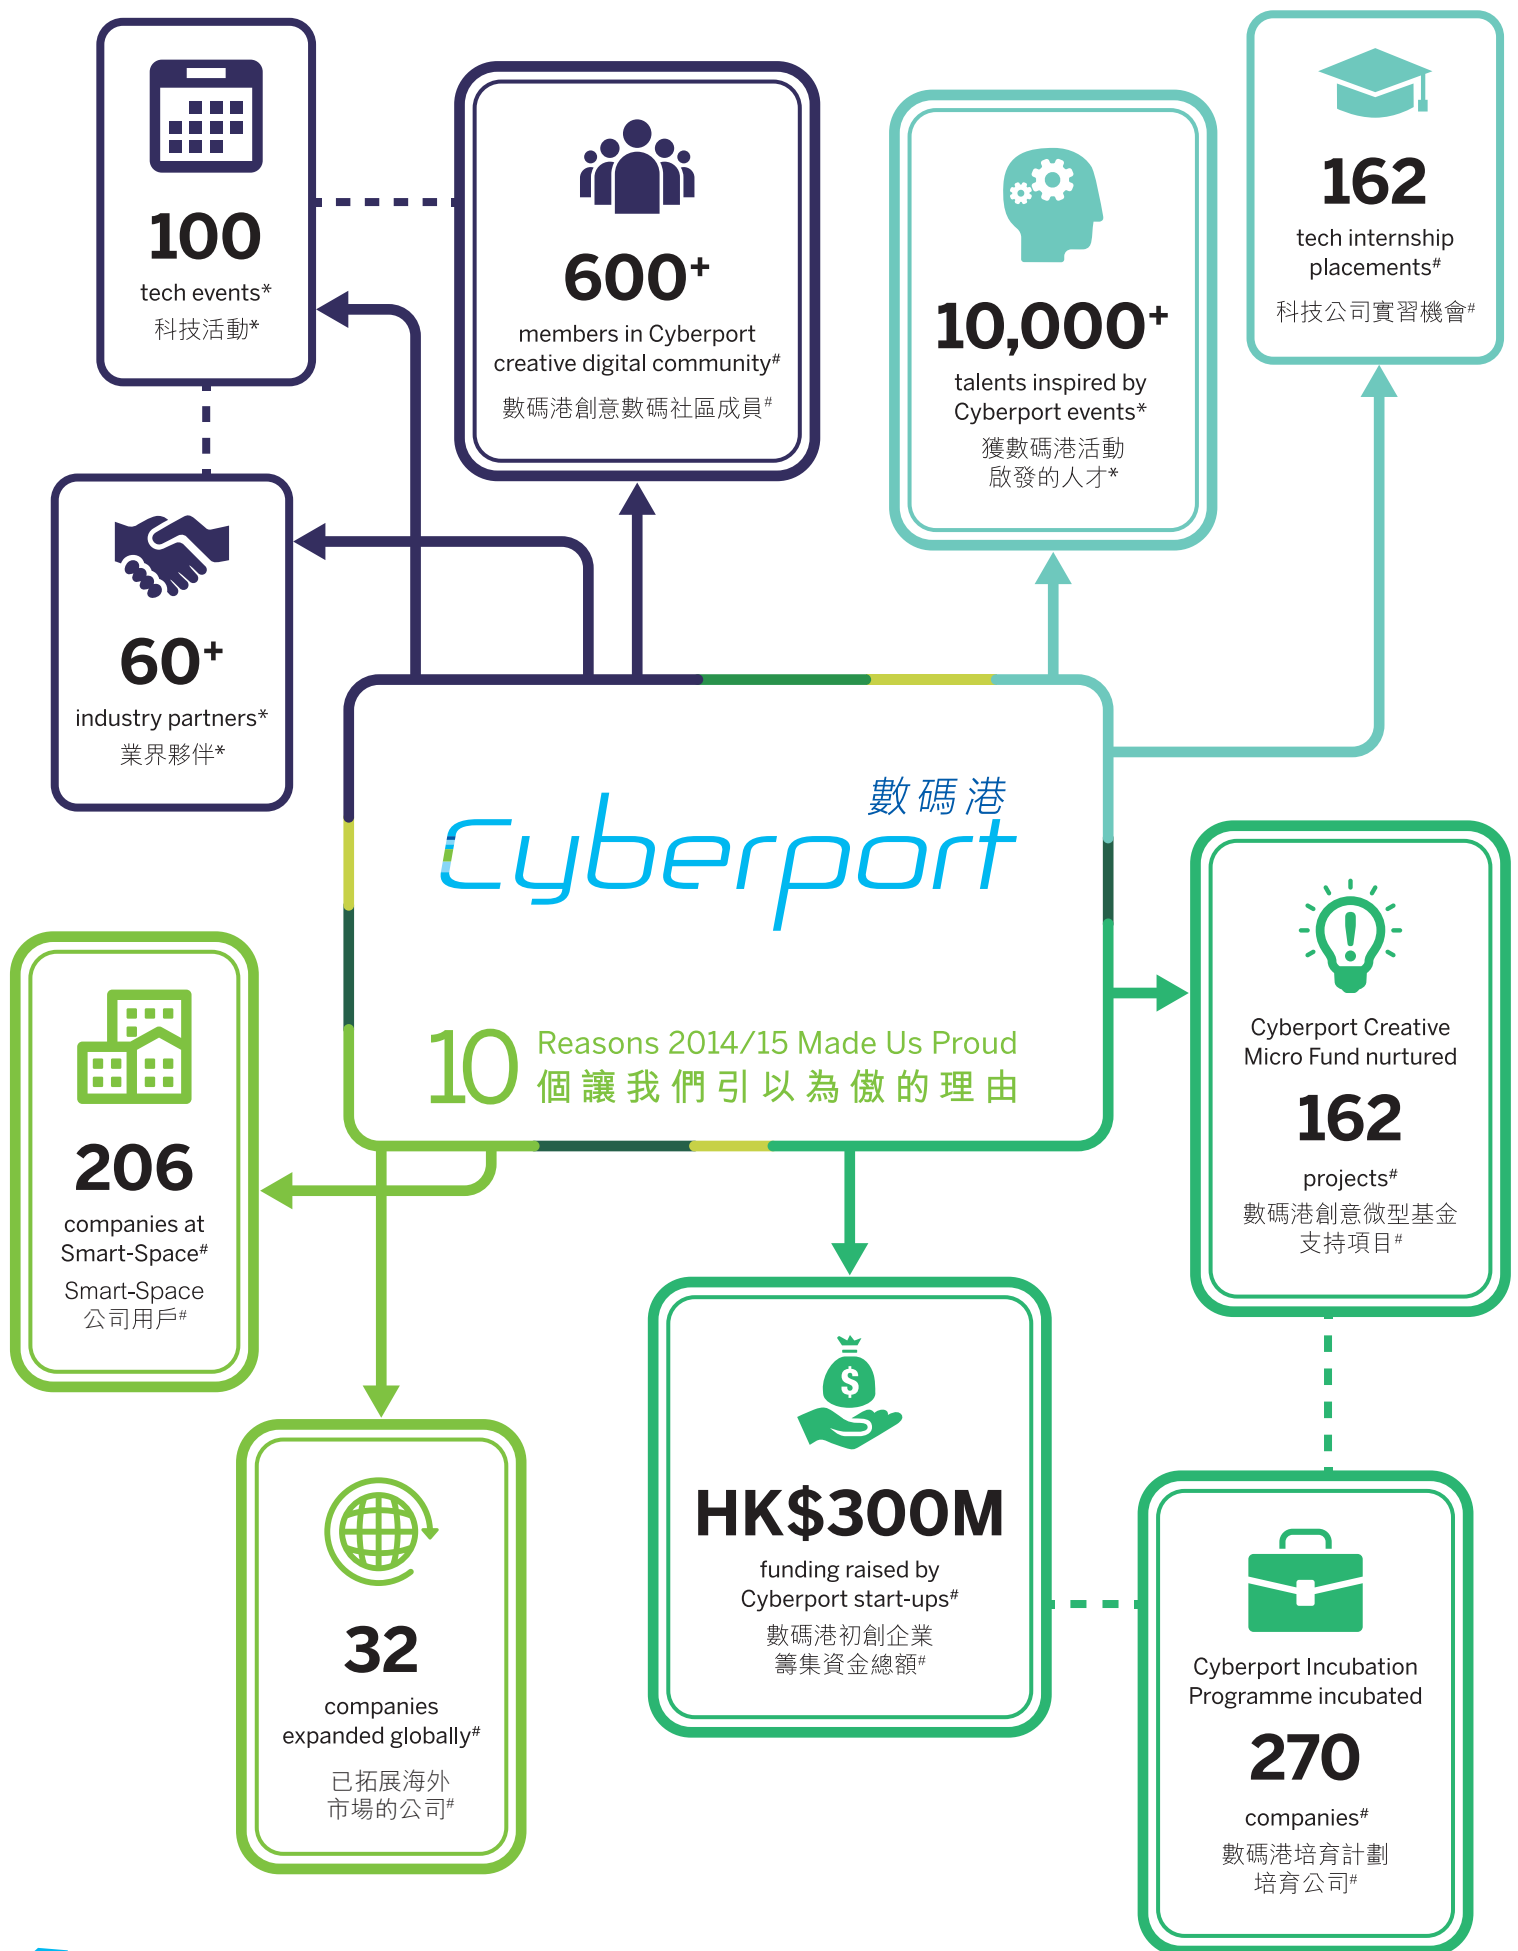 100
tech events*
科技活動*
600+
members in Cyberport
creative digital community#
數碼港創意數碼社區成員#
10,000+
talents inspired by
Cyberport events*
獲數碼港活動
啟發的人才*
162
tech internship
placements#
科技公司實習機會#
60+
industry partners*
業界夥伴*
數碼港
Cyberport
10 Reasons 2014/15 Made Us Proud
個讓我們引以為傲的理由
Cyberport Creative
Micro Fund nurtured
162
projects#
數碼港創意微型基金
支持項目#
206
companies at
Smart-Space#
Smart-Space
公司用戶#
32
companies
expanded globally#
已拓展海外
市場的公司#
$
HK$300M
funding raised by
Cyberport start-ups#
數碼港初創企業
籌集資金總額#
Cyberport Incubation
Programme incubated
270
companies#
數碼港培育計劃
培育公司#